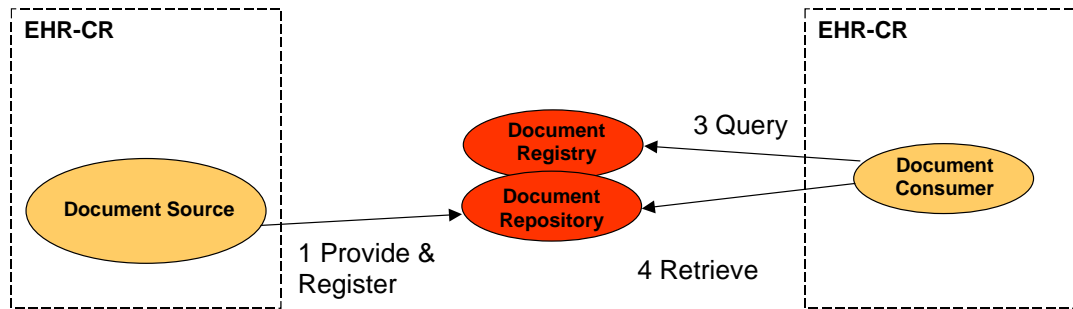 EHR-CR
Document Source
1 Provide &
Register
Document
Registry
Document
Repository
3 Query
4 Retrieve
EHR-CR
Document
Consumer